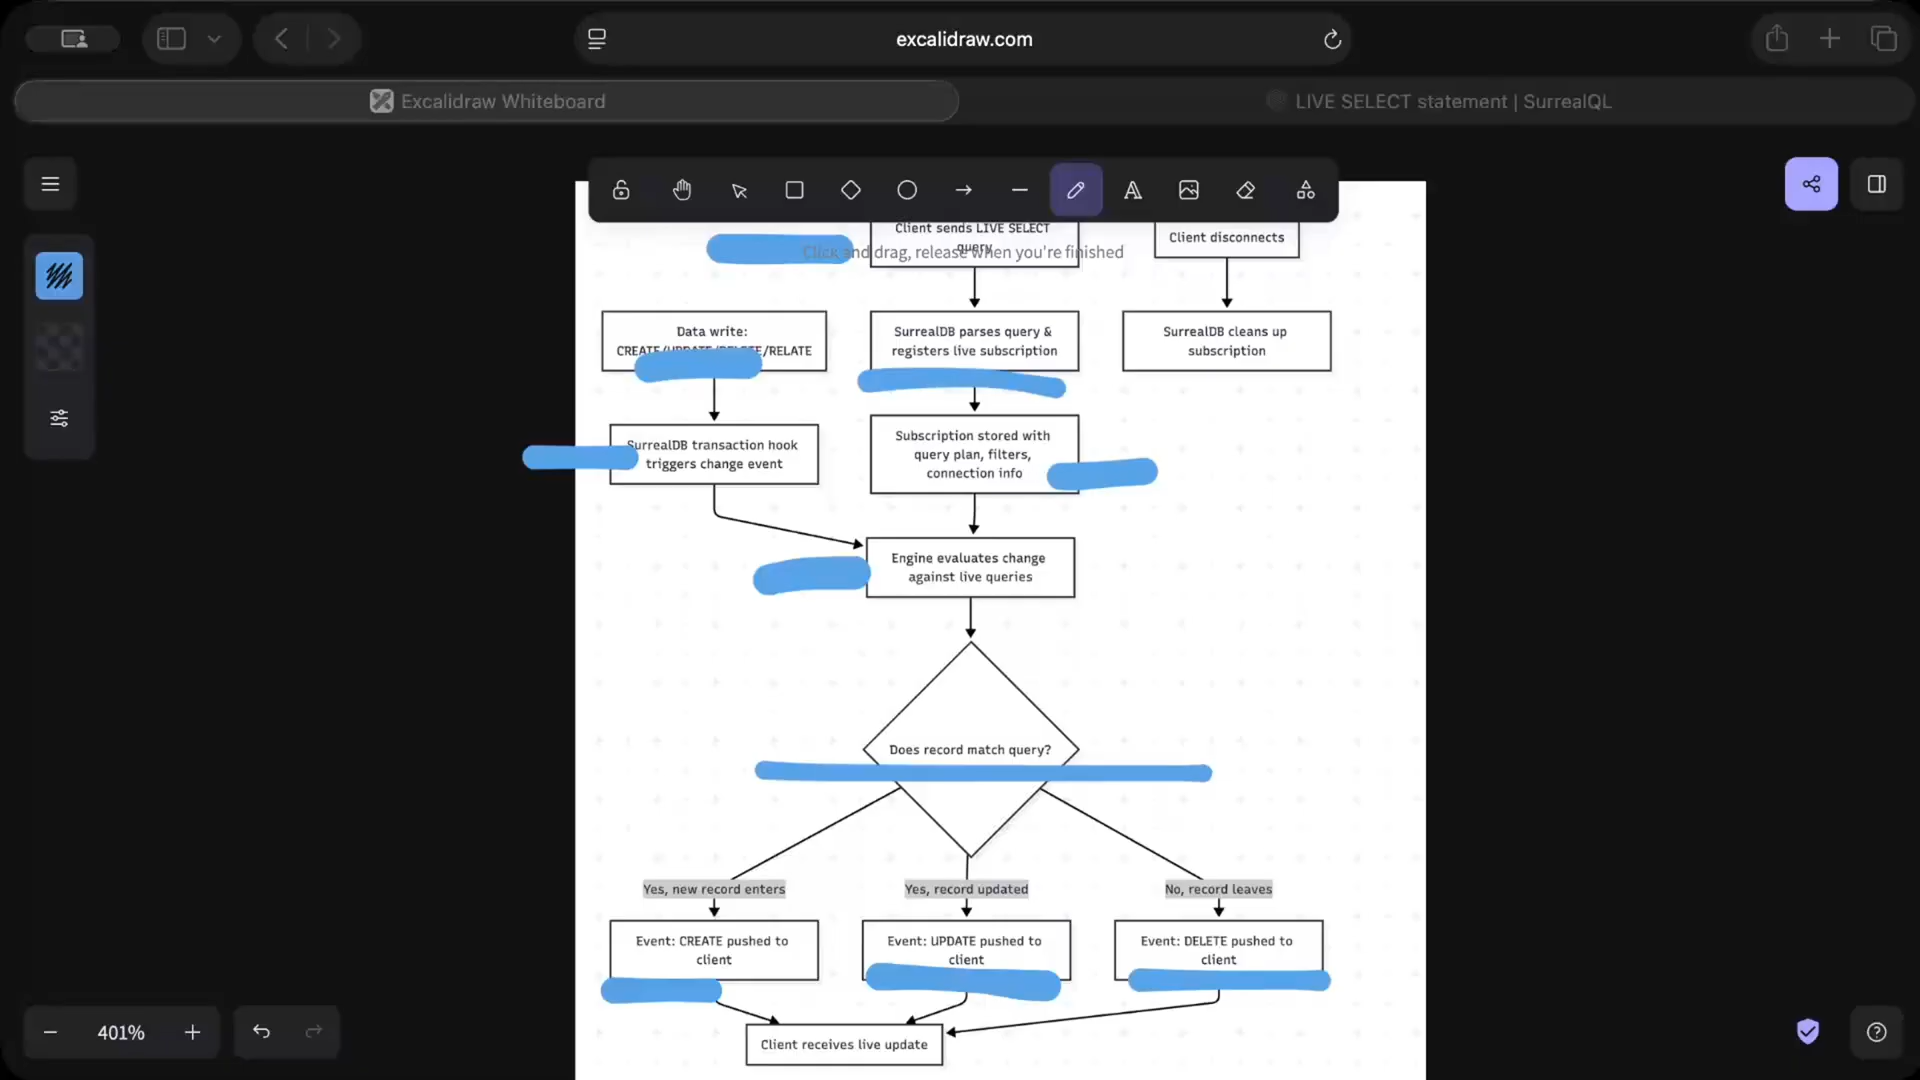 excalidraw.com
Excalidraw Whiteboard
LIVE SELECT statement | SurrealQL
Client sends LIVE SELECT
query
Click and drag, release when you're finished
Client disconnects
Data write:
CREATE/UPDATE/DELETE/RELATE
SurrealDB parses query &
registers live subscription
SurrealDB cleans up
subscription
SurrealDB transaction hook
triggers change event
Subscription stored with
query plan, filters,
connection info
Engine evaluates change
against live queries
Does record match query?
Yes, new record enters
Yes, record updated
No, record leaves
Event: CREATE pushed to
client
Event: UPDATE pushed to
client
Event: DELETE pushed to
client
Client receives live update
401%